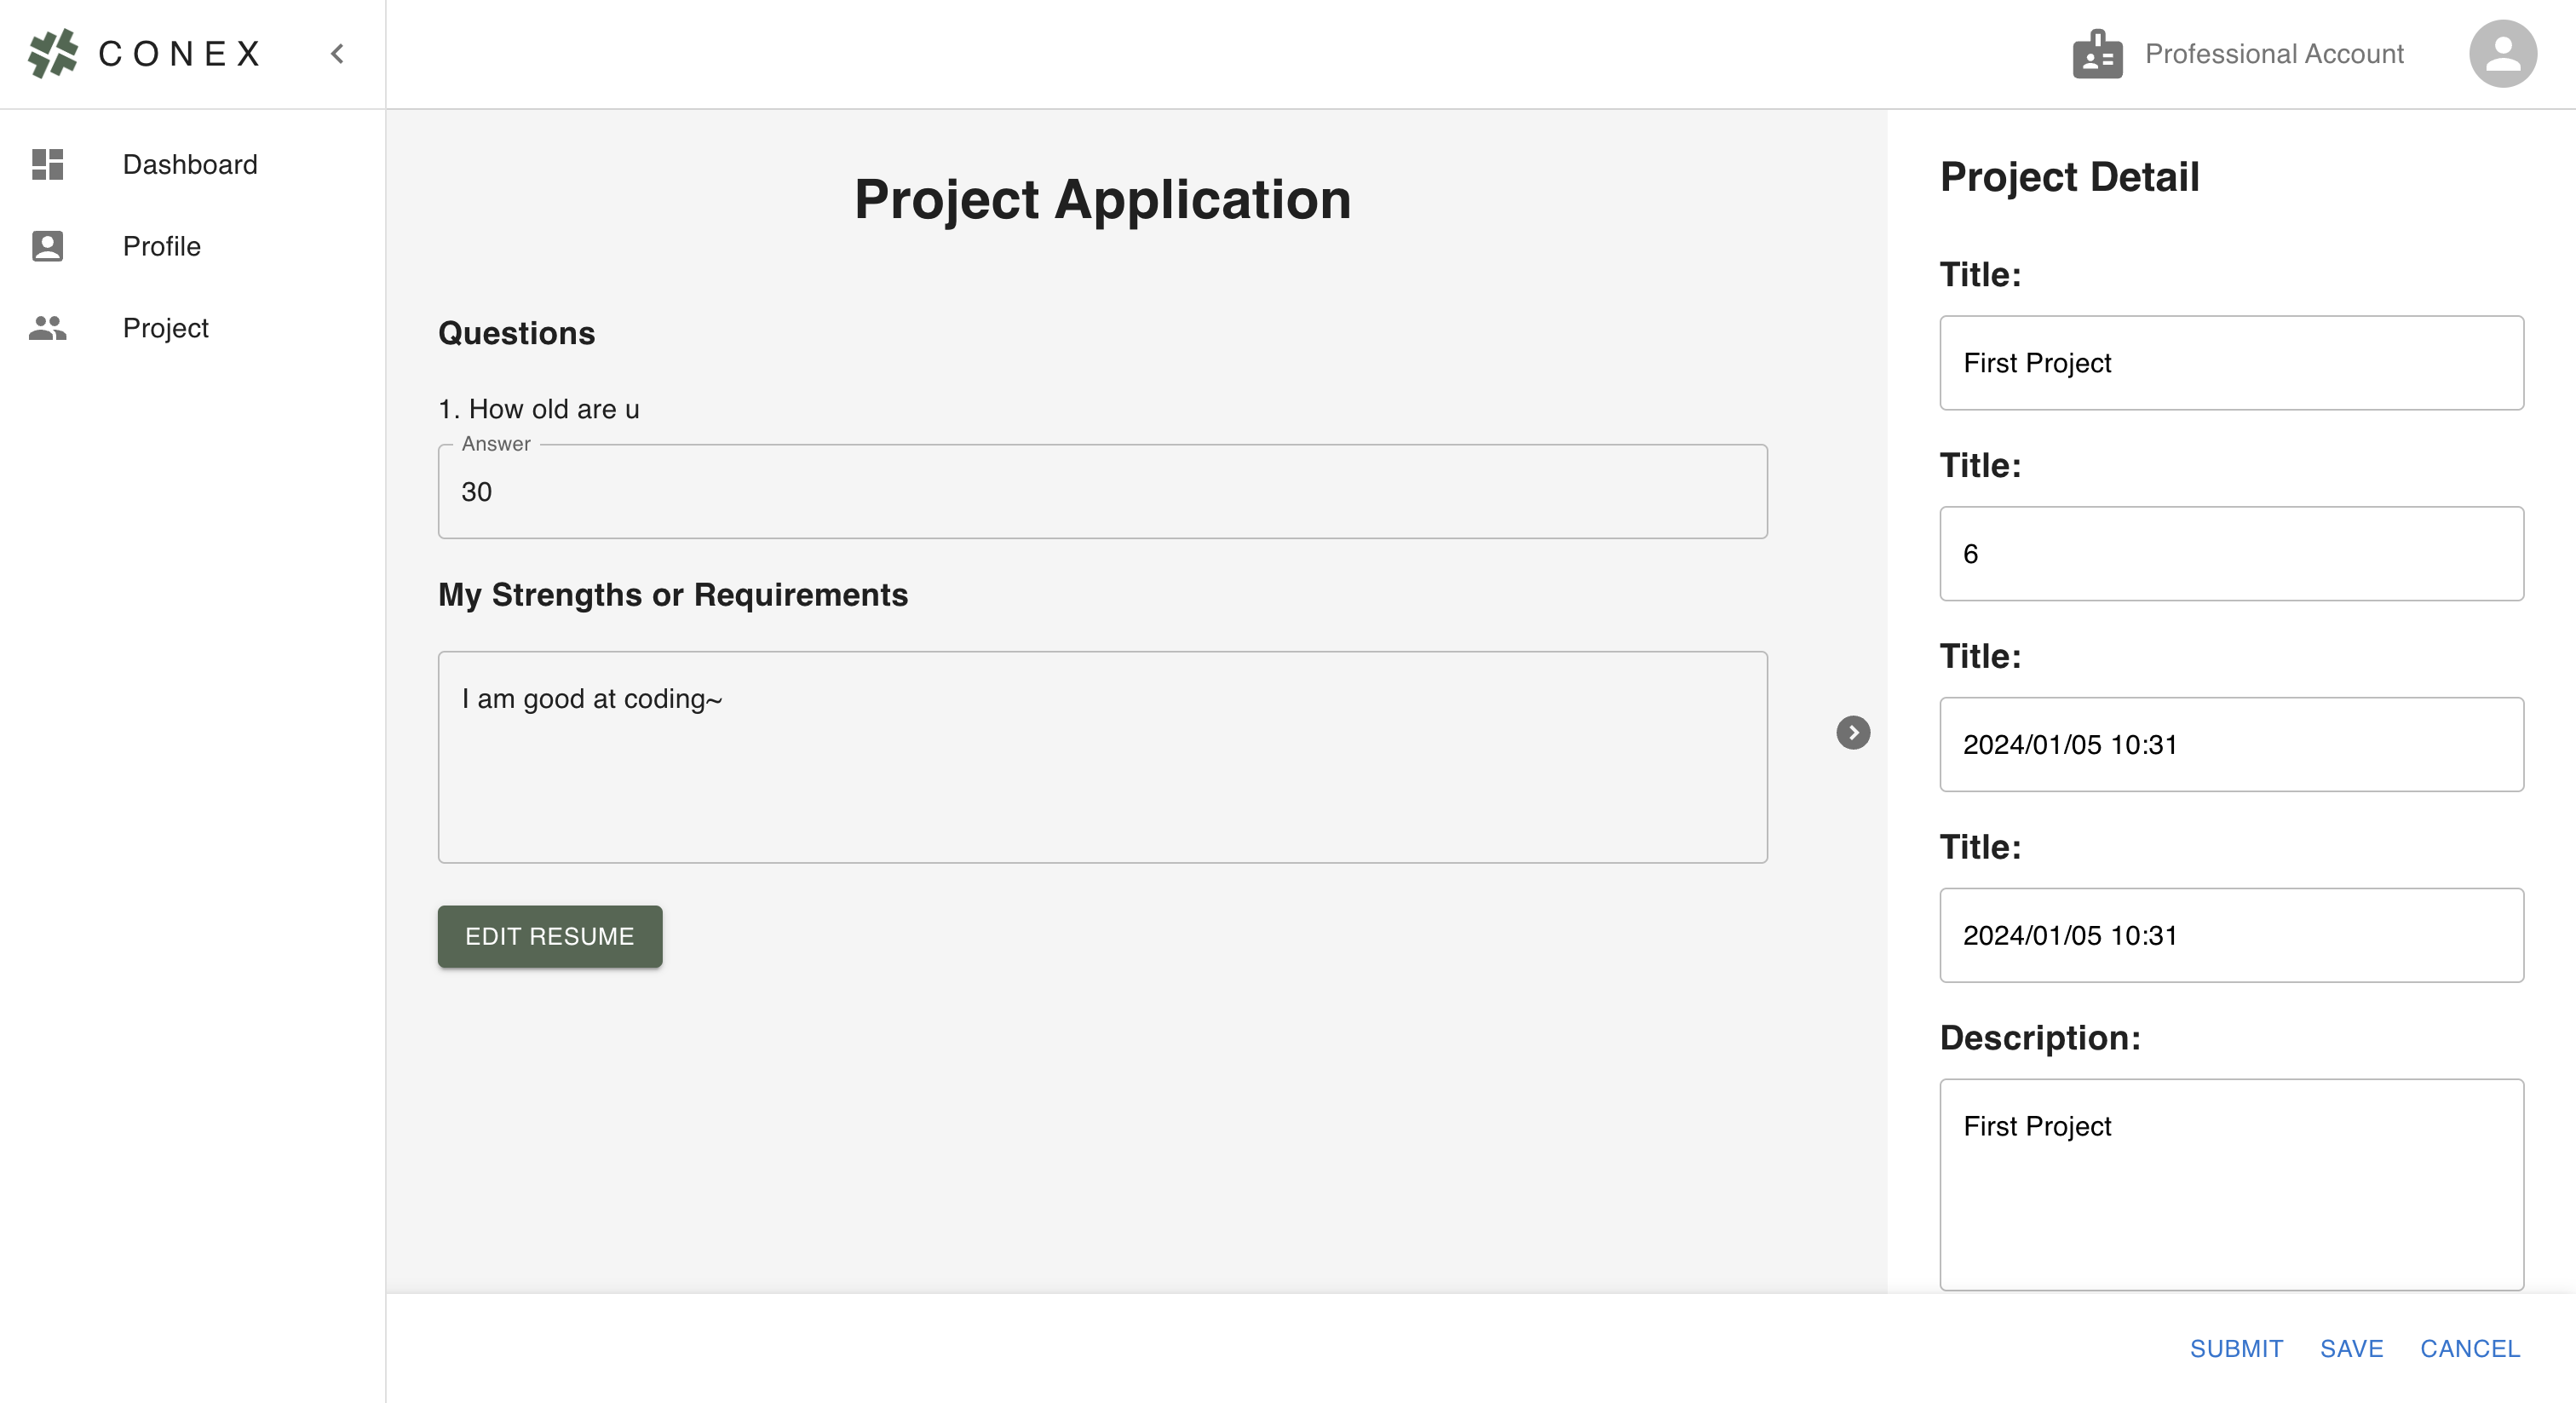 CONEX
Professional Account
Dashboard
Profile
Project
Project Application
Questions
1. How old are u
Answer
30
My Strengths or Requirements
I am good at coding~
EDIT RESUME
Project Detail
Title:
First Project
Title:
6
Title:
2024/01/05 10:31
Title:
2024/01/05 10:31
Description:
First Project
SUBMIT SAVE CANCEL